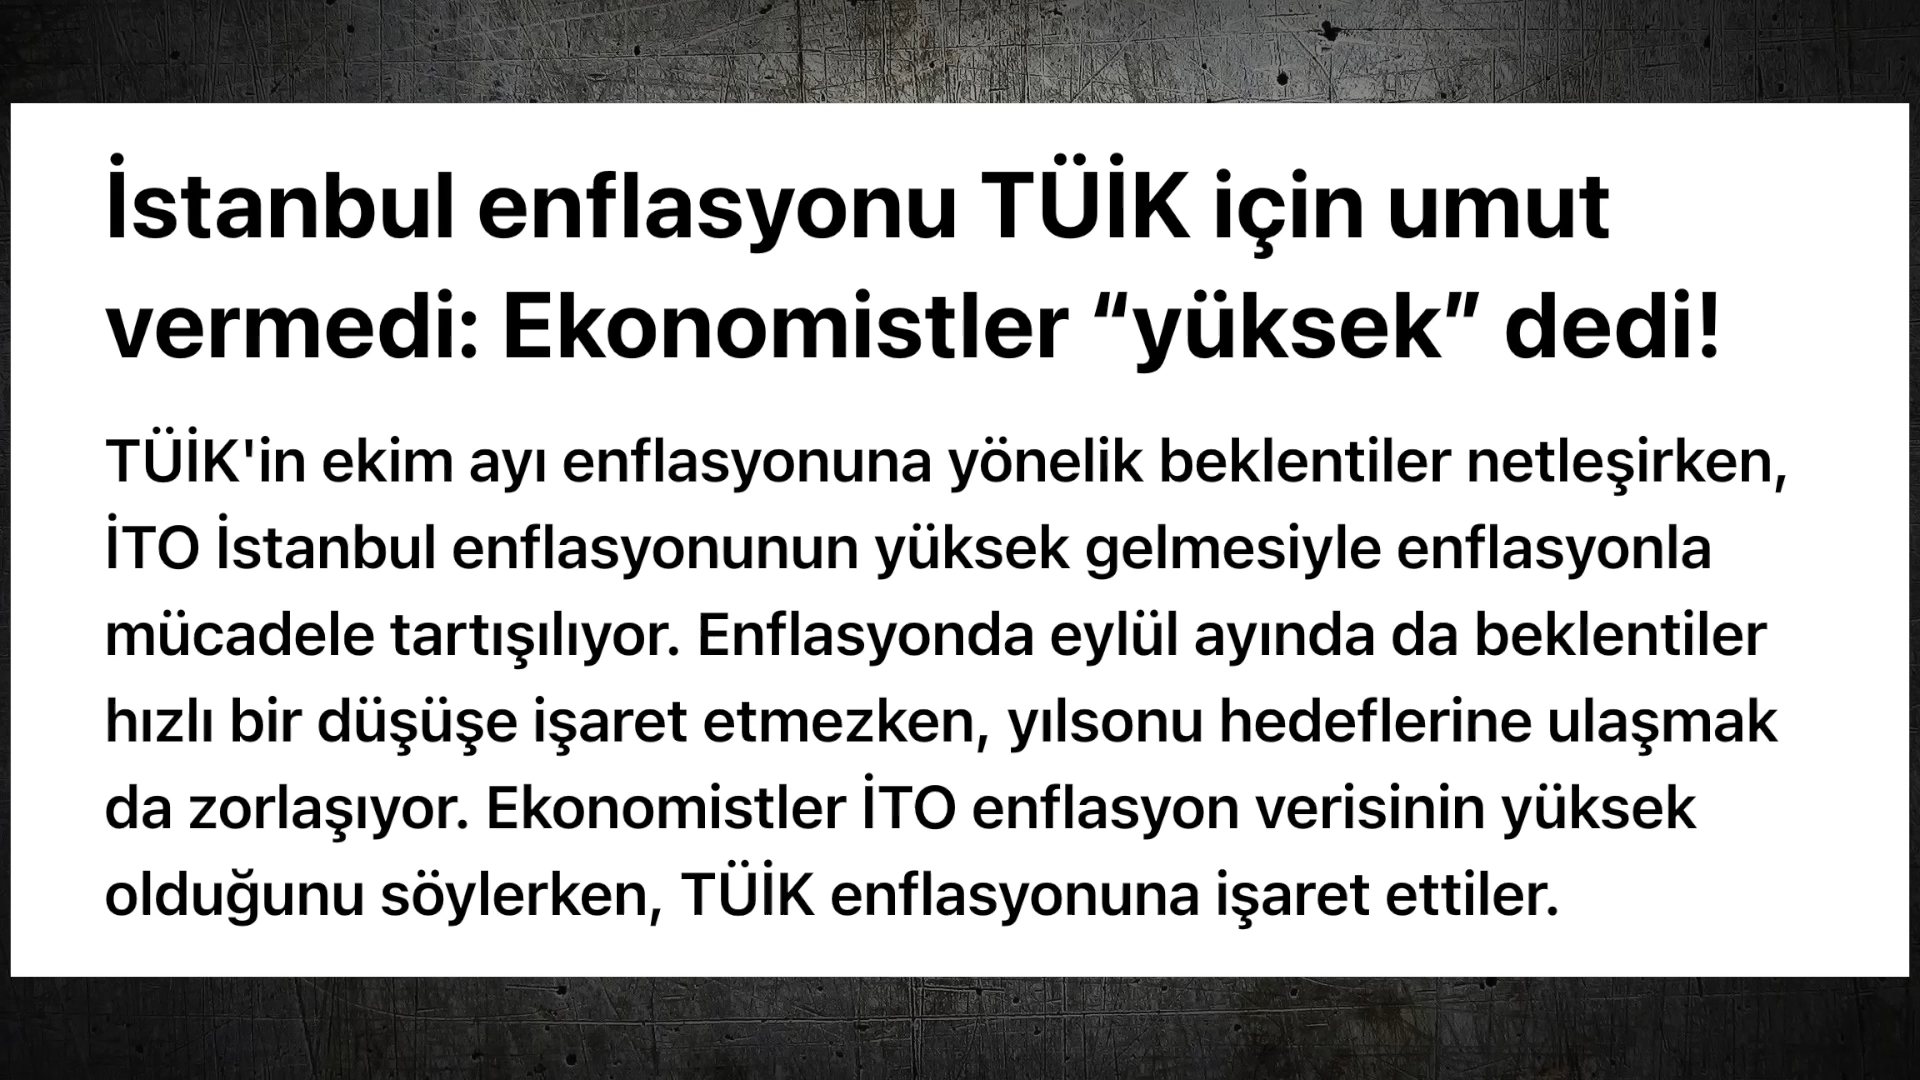 İstanbul enflasyonu TÜİK için umut
vermedi: Ekonomistler “yüksek” dedi!
TÜİK'in ekim ayı enflasyonuna yönelik beklentiler netleşirken,
İTO İstanbul enflasyonunun yüksek gelmesiyle enflasyonla
mücadele tartışılıyor. Enflasyonda eylül ayında da beklentiler
hızlı bir düşüşe işaret etmezken, yılsonu hedeflerine ulaşmak
da zorlaşıyor. Ekonomistler İTO enflasyon verisinin yüksek
olduğunu söylerken, TÜİK enflasyonuna işaret ettiler.